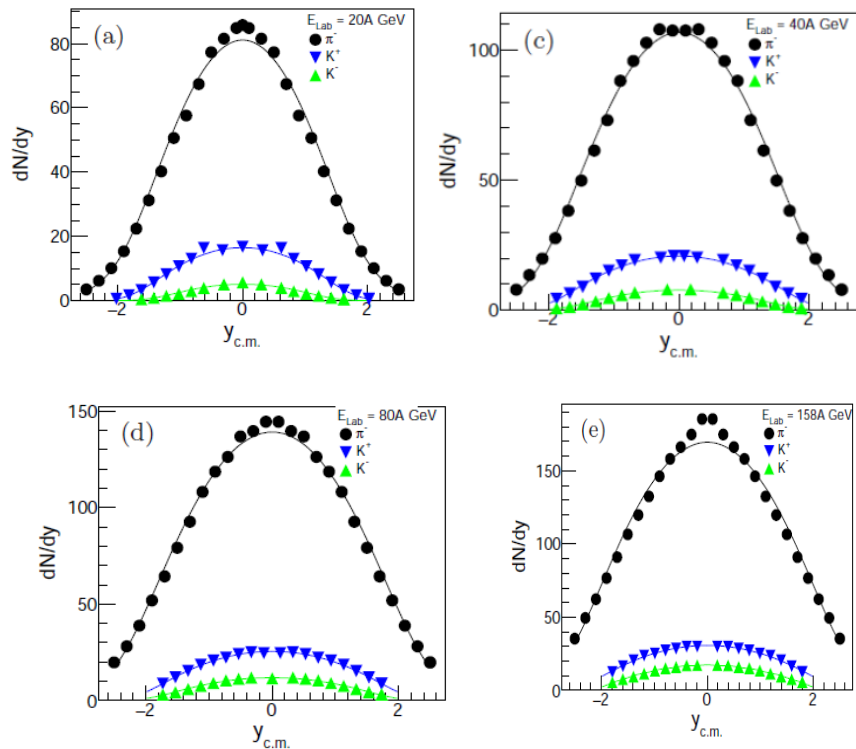 (a)
E_Lab = 20A GeV
π⁻
K⁺
K⁻
dN/dy
80
60
40
20
0
−2
0
2
y_c.m.
(c)
E_Lab = 40A GeV
π⁻
K⁺
K⁻
dN/dy
100
50
0
−2
0
2
y_c.m.
(d)
E_Lab = 80A GeV
π⁻
K⁺
K⁻
dN/dy
150
100
50
0
−2
0
2
y_c.m.
(e)
E_Lab = 158A GeV
π⁻
K⁺
K⁻
dN/dy
150
100
50
0
−2
0
2
y_c.m.